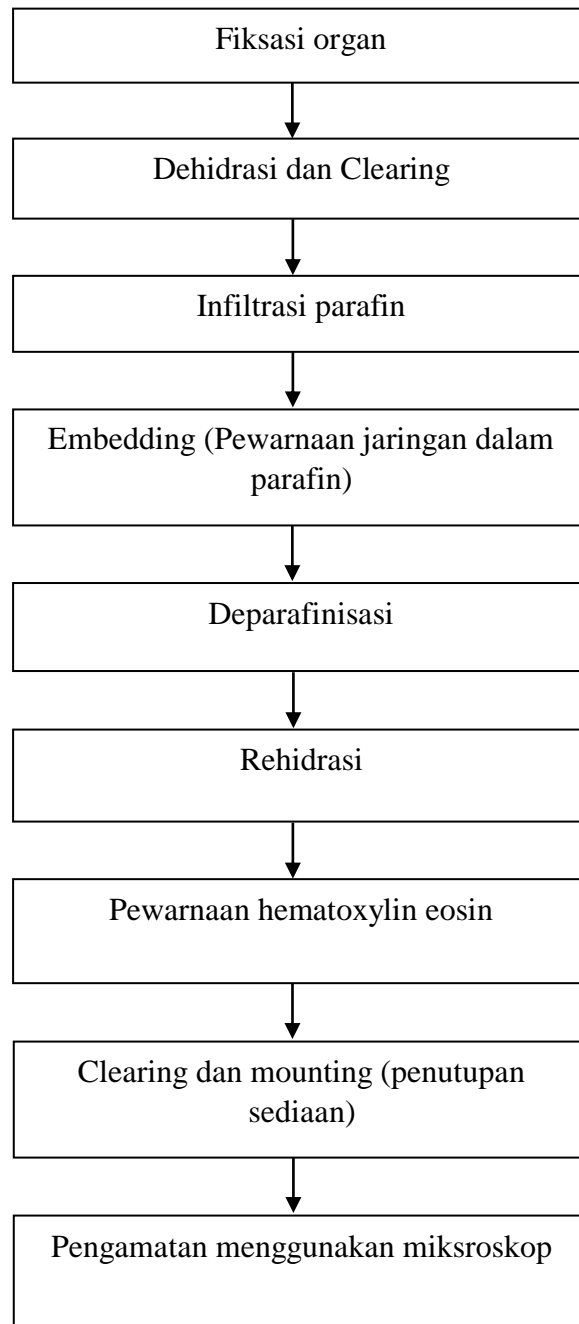 Fiksasi organ
Dehidrasi dan Clearing
Infiltrasi parafin
Embedding (Pewarnaan jaringan dalam
parafin)
Deparafinisasi
Rehidrasi
Pewarnaan hematoxylin eosin
Clearing dan mounting (penutupan
sediaan)
Pengamatan menggunakan miksroskop